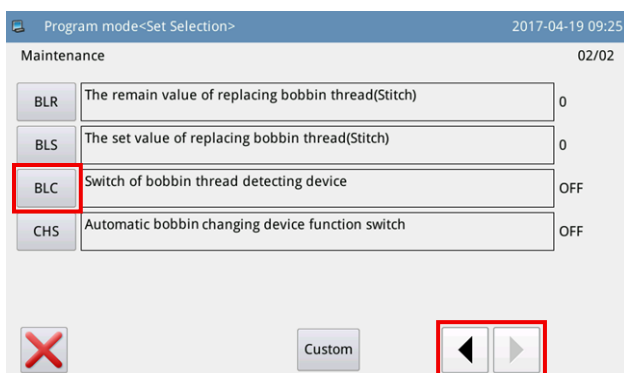 Program mode<Set Selection> 2017-04-19 09:25
Maintenance 02/02
BLR The remain value of replacing bobbin thread(Stitch) 0
BLS The set value of replacing bobbin thread(Stitch) 0
BLC Switch of bobbin thread detecting device OFF
CHS Automatic bobbin changing device function switch OFF
Custom